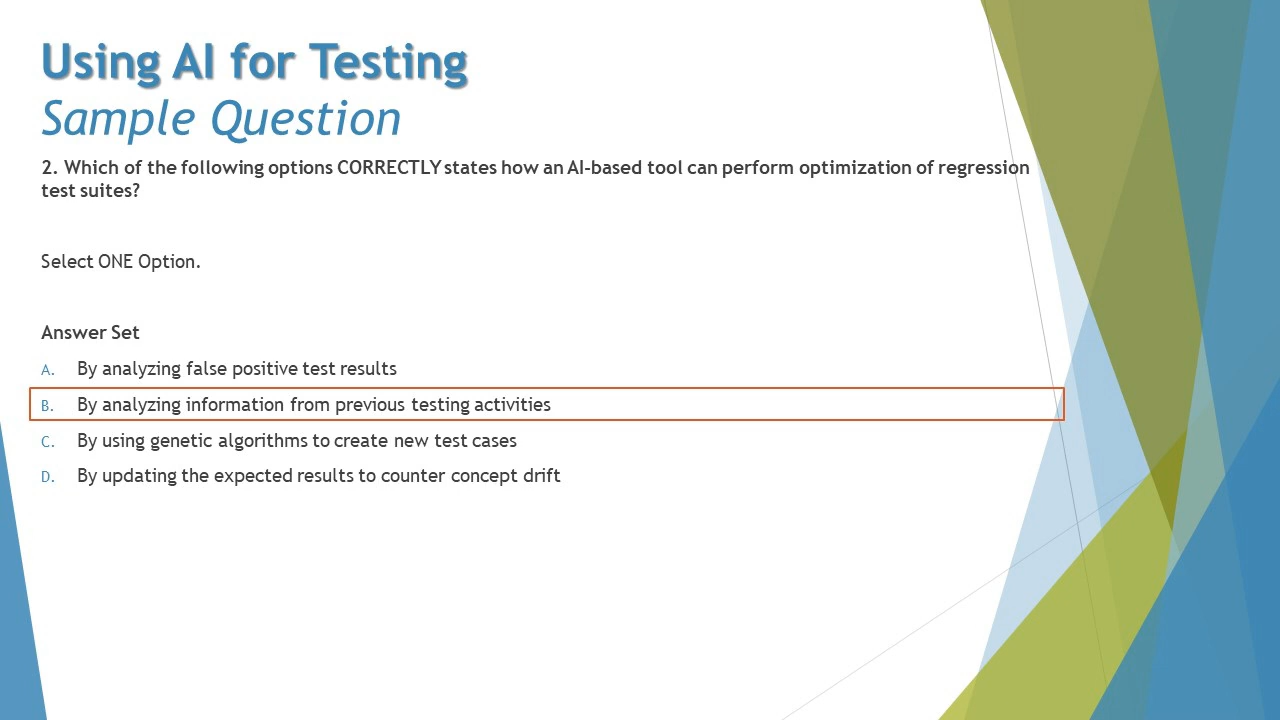 Using AI for Testing
Sample Question
2. Which of the following options CORRECTLY states how an AI-based tool can perform optimization of regression
test suites?
Select ONE Option.
Answer Set
A. By analyzing false positive test results
B. By analyzing information from previous testing activities
C. By using genetic algorithms to create new test cases
D. By updating the expected results to counter concept drift